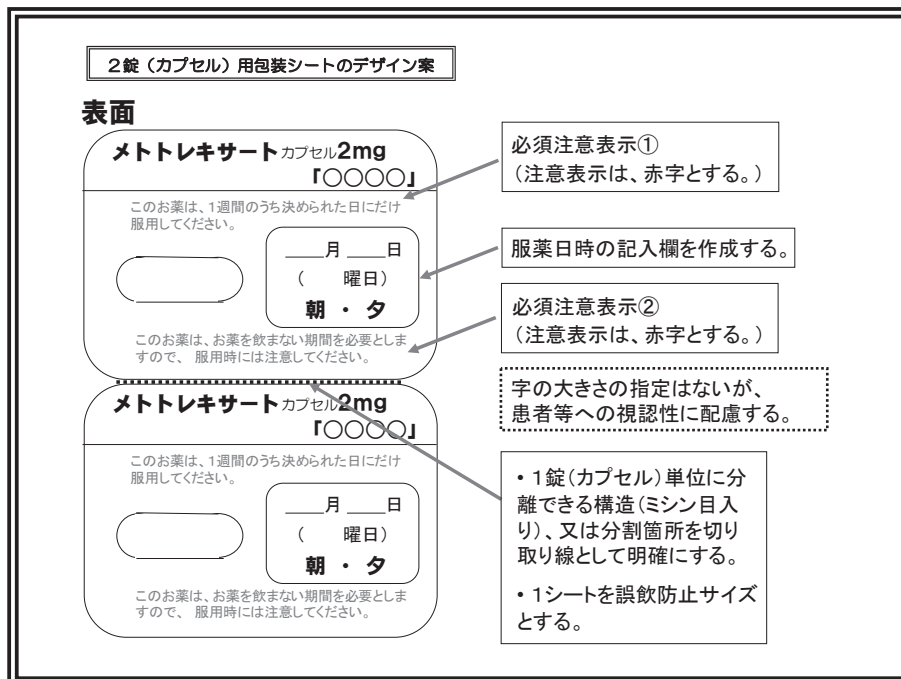 2錠（カプセル）用包装シートのデザイン案
表面
メトトレキサートカプセル2mg
「○○○○」
このお薬は、1週間のうち決められた日にだけ
服用してください。
＿＿月＿＿日
（　　曜日）
朝・夕
このお薬は、お薬を飲まない期間を必要としま
すので、 服用時には注意してください。
メトトレキサートカプセル2mg
「○○○○」
このお薬は、1週間のうち決められた日にだけ
服用してください。
＿＿月＿＿日
（　　曜日）
朝・夕
このお薬は、お薬を飲まない期間を必要としま
すので、 服用時には注意してください。
必須注意表示①
（注意表示は、赤字とする。）
服薬日時の記入欄を作成する。
必須注意表示②
（注意表示は、赤字とする。）
字の大きさの指定はないが、
患者等への視認性に配慮する。
• 1錠（カプセル）単位に分
離できる構造（ミシン目入
り）、又は分割箇所を切り
取り線として明確にする。
• 1シートを誤飲防止サイズ
とする。